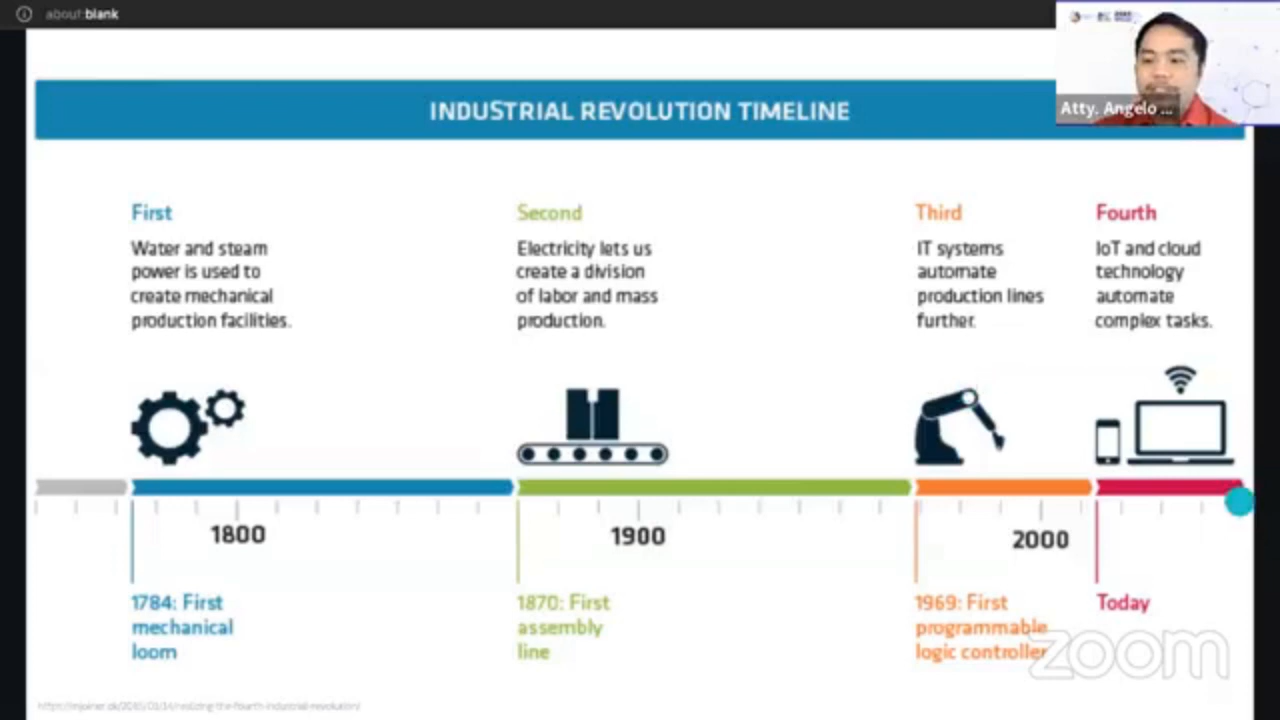 about:blank
INDUSTRIAL REVOLUTION TIMELINE
Atty. Angelo ...
First
Water and steam
power is used to
create mechanical
production facilities.
Second
Electricity lets us
create a division
of labor and mass
production.
Third
IT systems
automate
production lines
further.
Fourth
IoT and cloud
technology
automate
complex tasks.
1800
1900
2000
1784: First
mechanical
loom
1870: First
assembly
line
1969: First
programmable
logic controller
Today
zoom